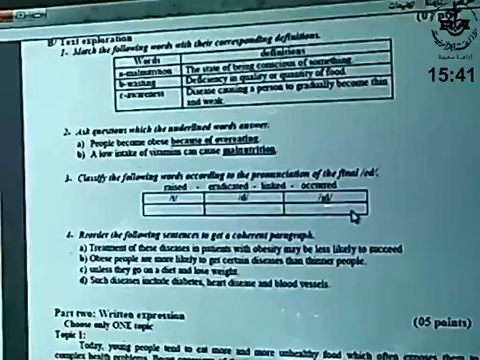 15:41
B/ Text exploration
1- Match the following words with their corresponding definitions.
Words definitions
a-malnutrition The state of being conscious of something.
b-wasting Deficiency in quality or quantity of food.
c-awareness Disease causing a person to gradually become thin and weak.
2- Ask questions which the underlined words answer.
a) People become obese because of overeating.
b) A low intake of vitamins can cause malnutrition.
3- Classify the following words according to the pronunciation of the final /ed/.
raised - eradicated - linked - occurred
/t/ /d/ /ɪd/
4- Reorder the following sentences to get a coherent paragraph.
a) Treatment of these diseases in patients with obesity may be less likely to succeed
b) Obese people are more likely to get certain diseases than thinner people.
c) unless they go on a diet and lose weight.
d) Such diseases include diabetes, heart disease and blood vessels.
Part two: Written expression (05 points)
Choose only ONE topic
Topic 1:
Today, young people tend to eat more and more unhealthy food which often exposes them to
complex health problems.